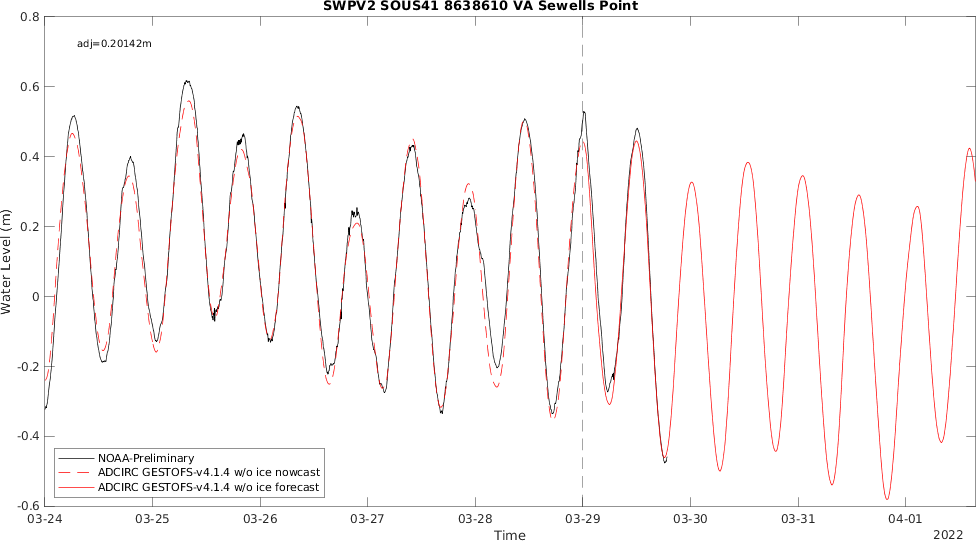 SWPV2 SOUS41 8638610 VA Sewells Point
adj=0.20142m
Water Level (m)
0.8
0.6
0.4
0.2
0
-0.2
-0.4
-0.6
NOAA-Preliminary
ADCIRC GESTOFS-v4.1.4 w/o ice nowcast
ADCIRC GESTOFS-v4.1.4 w/o ice forecast
03-24 03-25 03-26 03-27 03-28 03-29 03-30 03-31 04-01
Time
2022